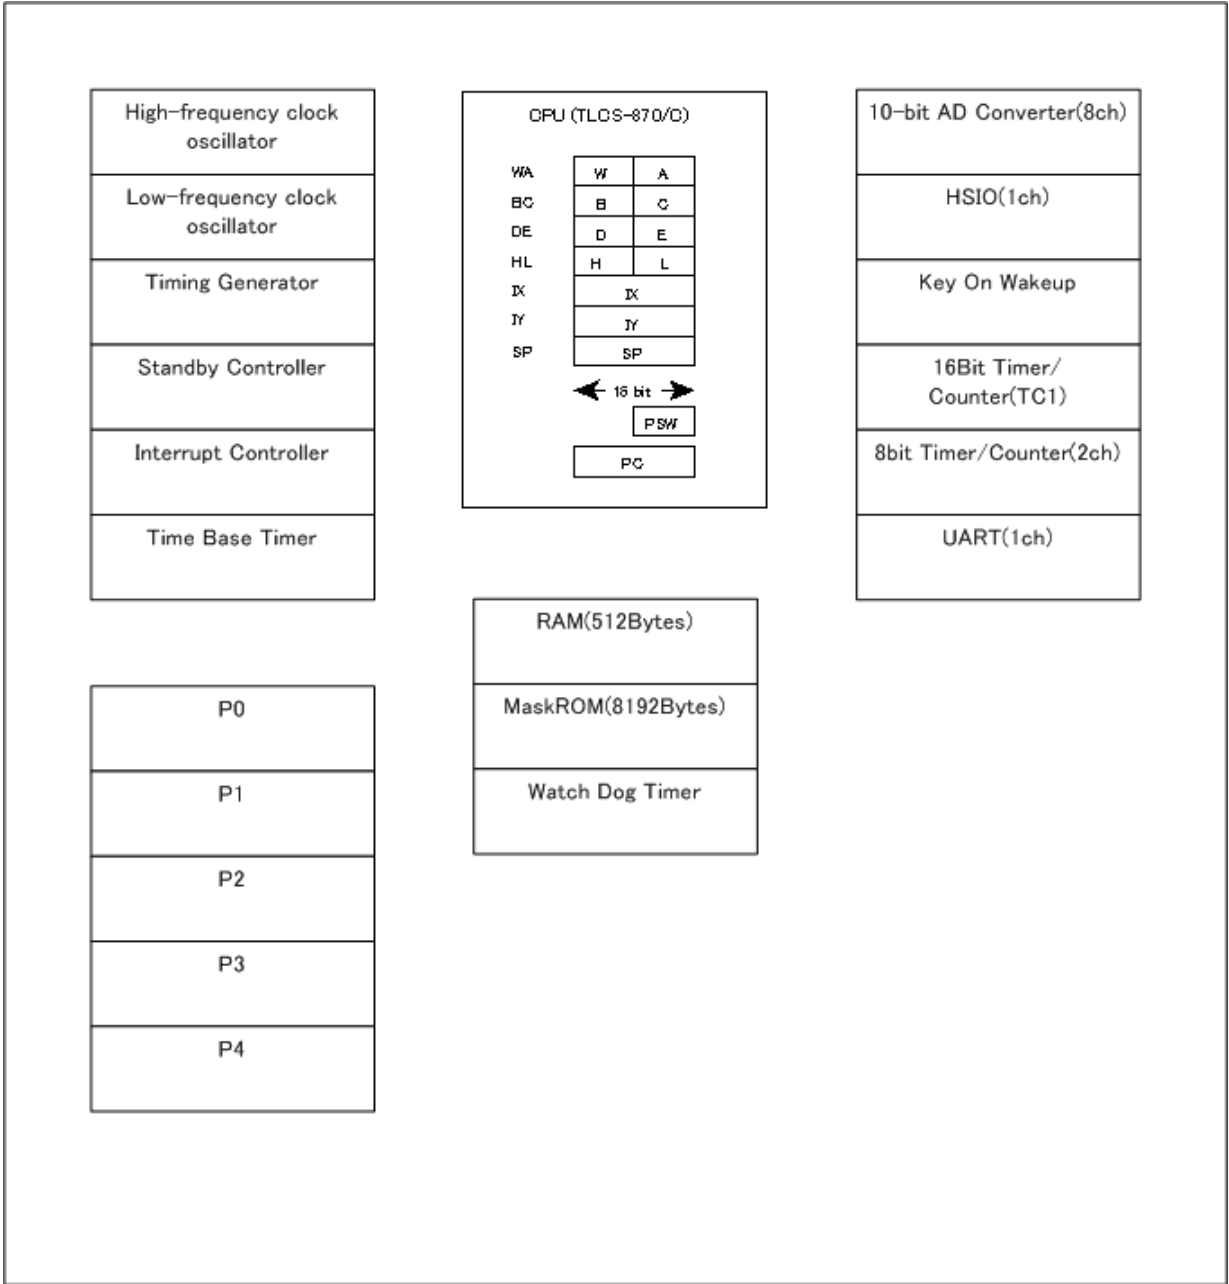 High-frequency clock
oscillator
Low-frequency clock
oscillator
Timing Generator
Standby Controller
Interrupt Controller
Time Base Timer
CPU (TLCS-870/C)
WA W A
BC B C
DE D E
HL H L
IX IX
IY IY
SP SP
16 bit
PSW
PC
10-bit AD Converter(8ch)
HSIO(1ch)
Key On Wakeup
16Bit Timer/
Counter(TC1)
8bit Timer/Counter(2ch)
UART(1ch)
RAM(512Bytes)
MaskROM(8192Bytes)
Watch Dog Timer
P0
P1
P2
P3
P4